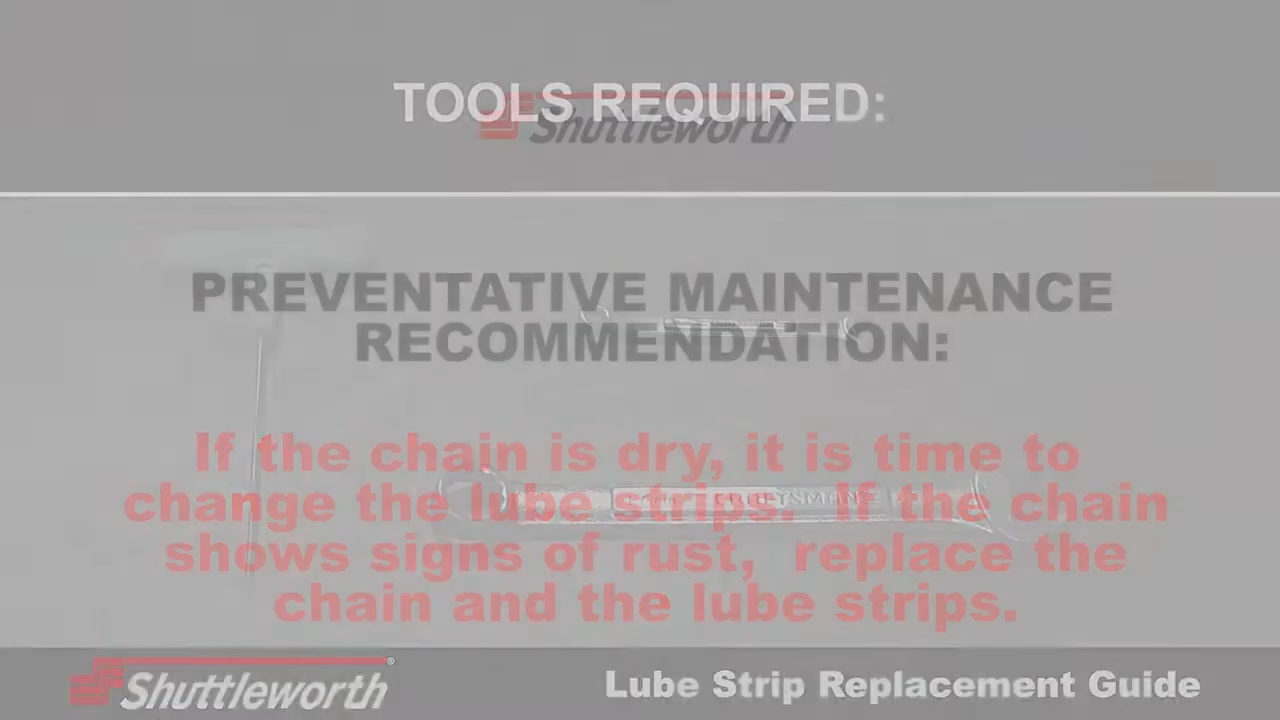 TOOLS REQUIRED:
Shuttleworth
PREVENTATIVE MAINTENANCE
RECOMMENDATION:
If the chain is dry, it is time to
change the lube strips. If the chain
CRAFTSMAN
shows signs of rust, replace the
chain and the lube strips.
Shuttleworth®
Lube Strip Replacement Guide